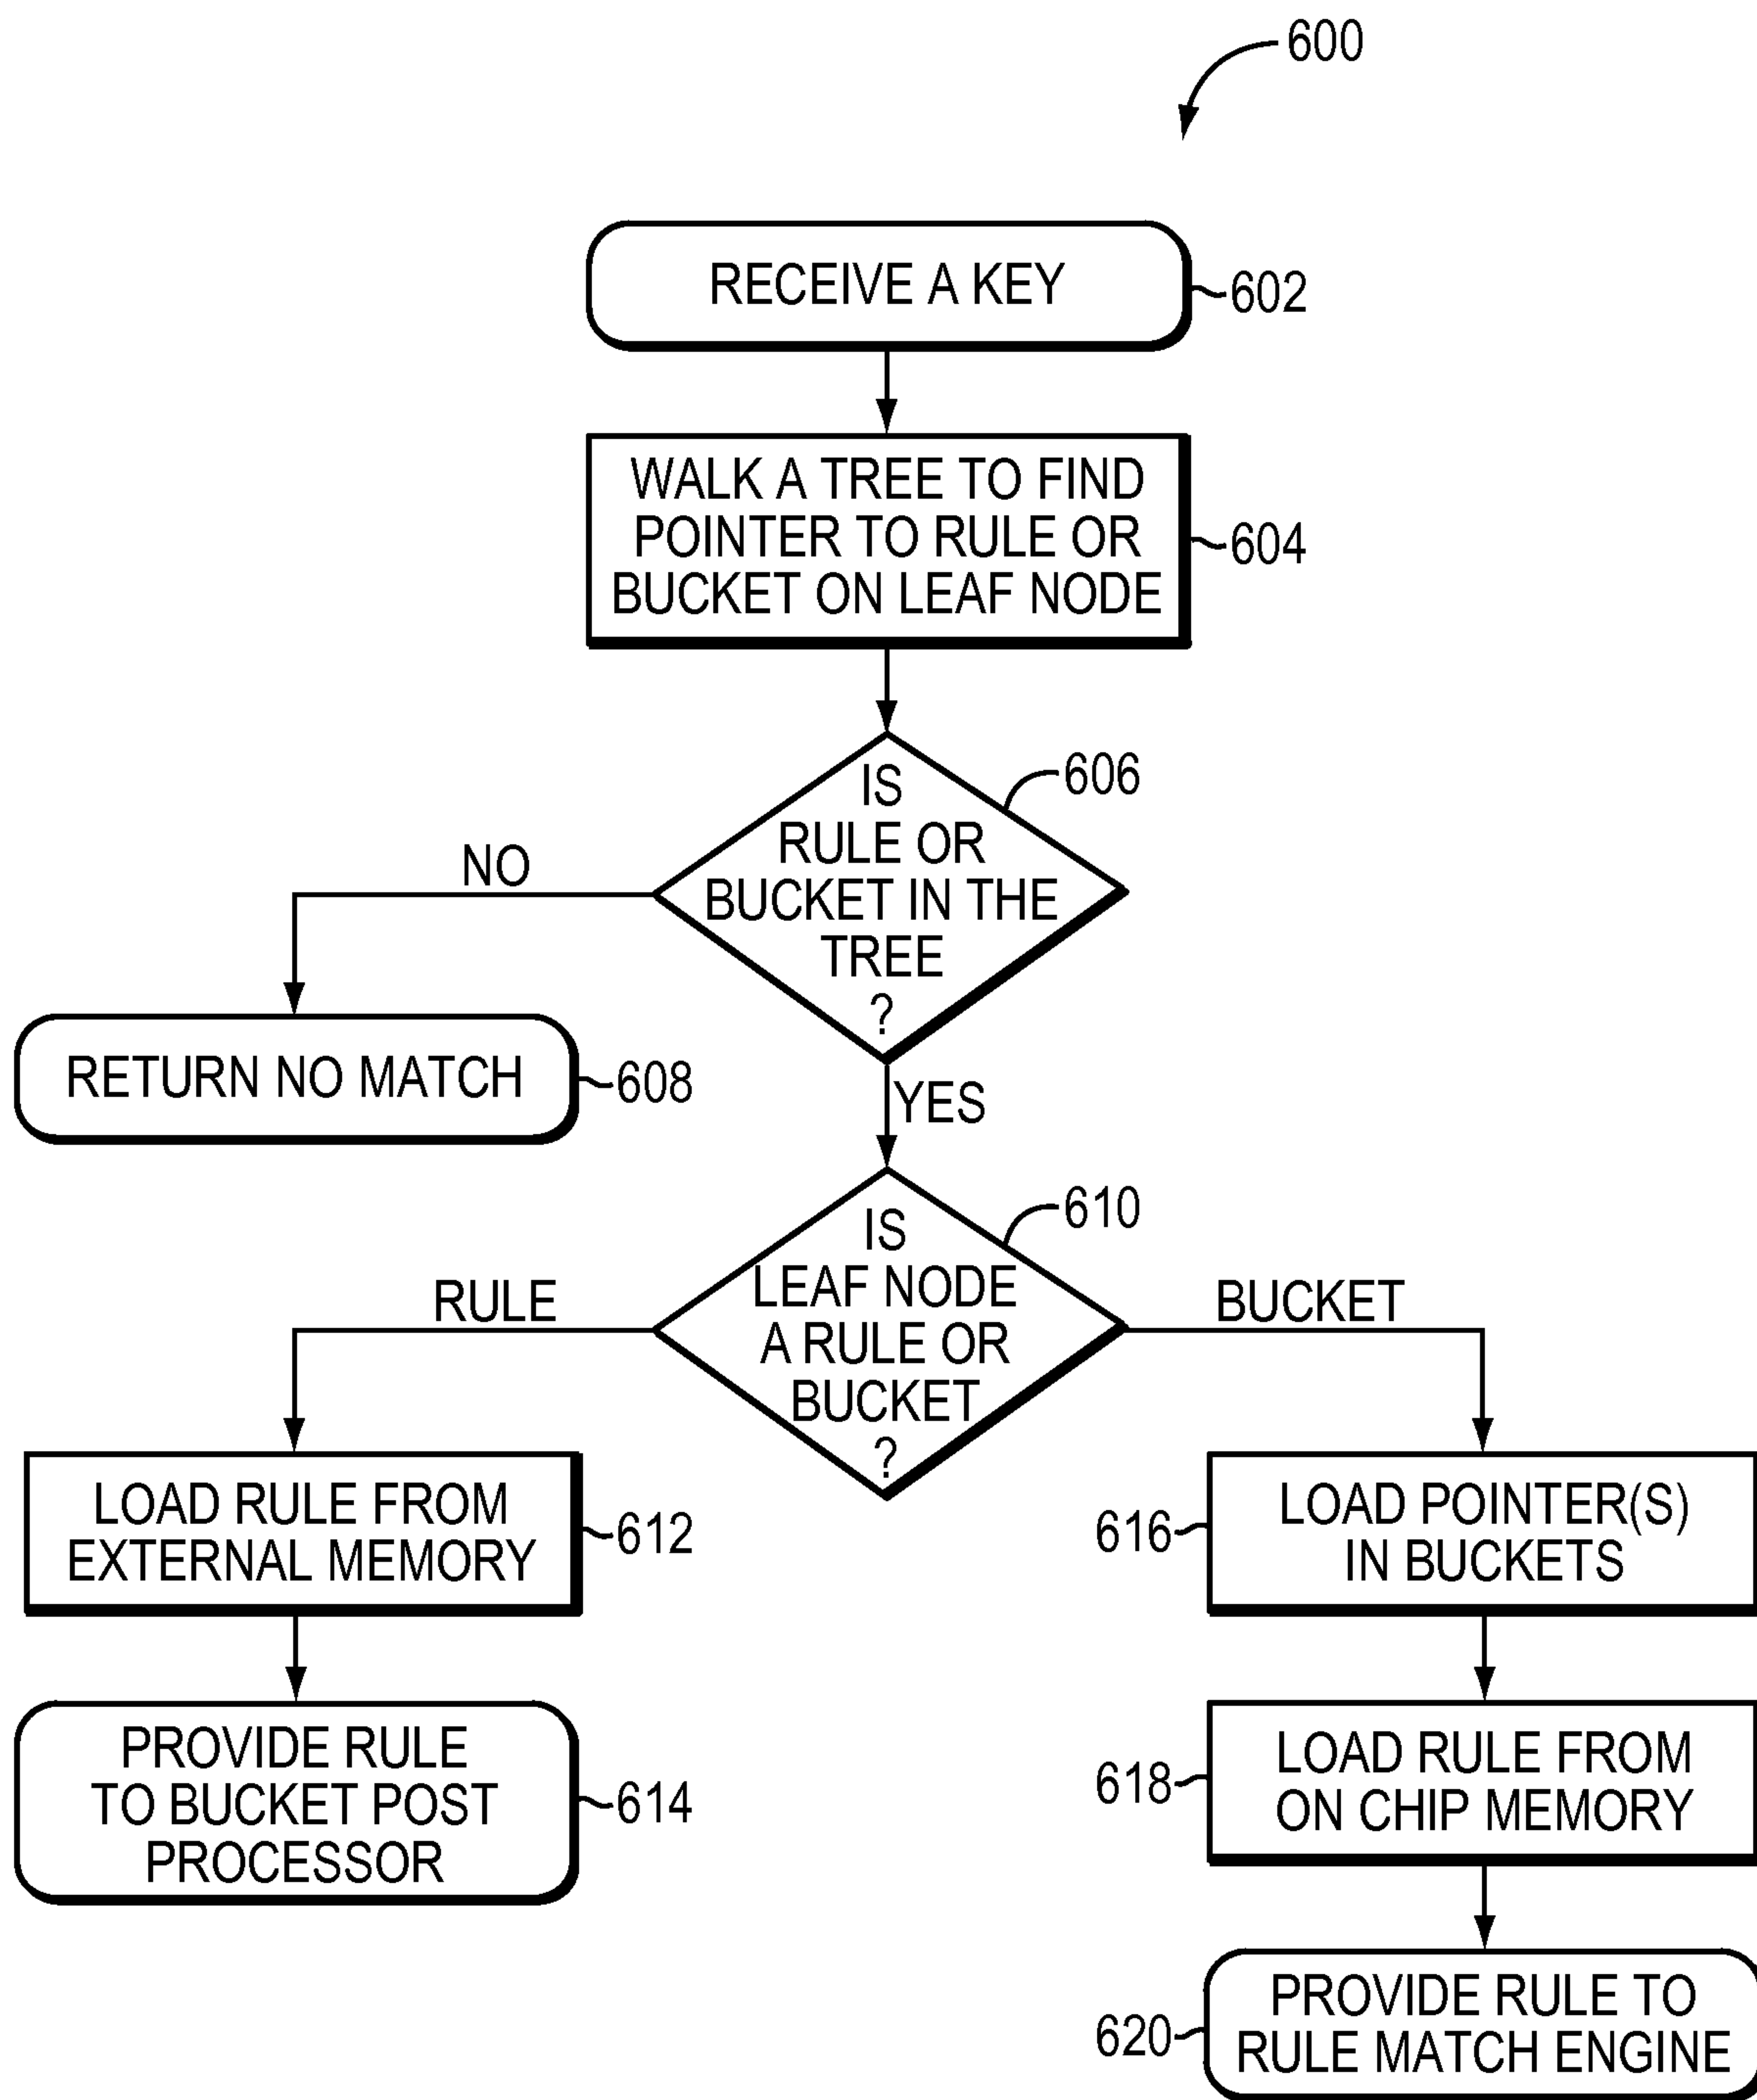 600
RECEIVE A KEY
602
WALK A TREE TO FIND
POINTER TO RULE OR
BUCKET ON LEAF NODE
604
IS
RULE OR
BUCKET IN THE
TREE
?
606
NO
RETURN NO MATCH
608
YES
IS
LEAF NODE
A RULE OR
BUCKET
?
610
RULE
BUCKET
LOAD RULE FROM
EXTERNAL MEMORY
612
PROVIDE RULE
TO BUCKET POST
PROCESSOR
614
LOAD POINTER(S)
IN BUCKETS
616
LOAD RULE FROM
ON CHIP MEMORY
618
PROVIDE RULE TO
RULE MATCH ENGINE
620